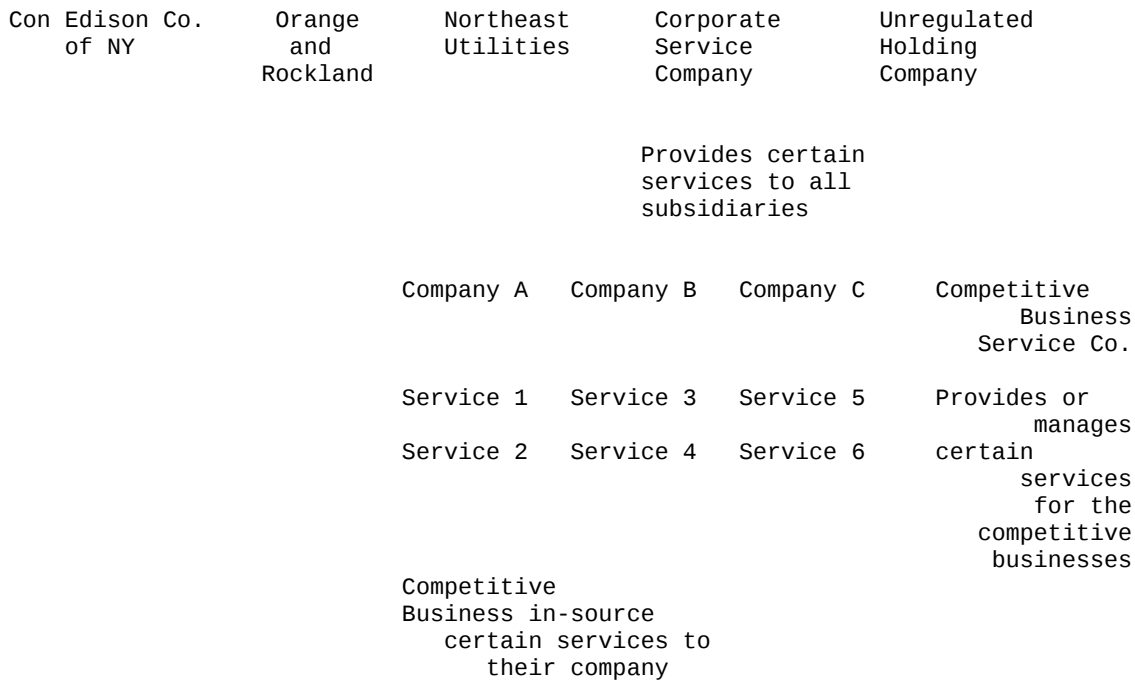 Con Edison Co. Orange Northeast Corporate Unregulated
of NY and Utilities Service Holding
Rockland Company Company
Provides certain
services to all
subsidiaries
Company A Company B Company C Competitive
Business
Service Co.
Service 1 Service 3 Service 5 Provides or
manages
Service 2 Service 4 Service 6 certain
services
for the
competitive
businesses
Competitive
Business in-source
certain services to
their company